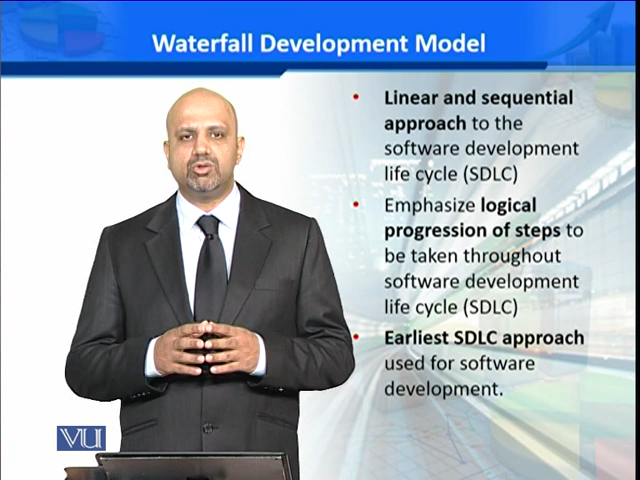 Waterfall Development Model
• Linear and sequential
approach to the
software development
life cycle (SDLC)
• Emphasize logical
progression of steps to
be taken throughout
software development
life cycle (SDLC)
• Earliest SDLC approach
used for software
development.
VU